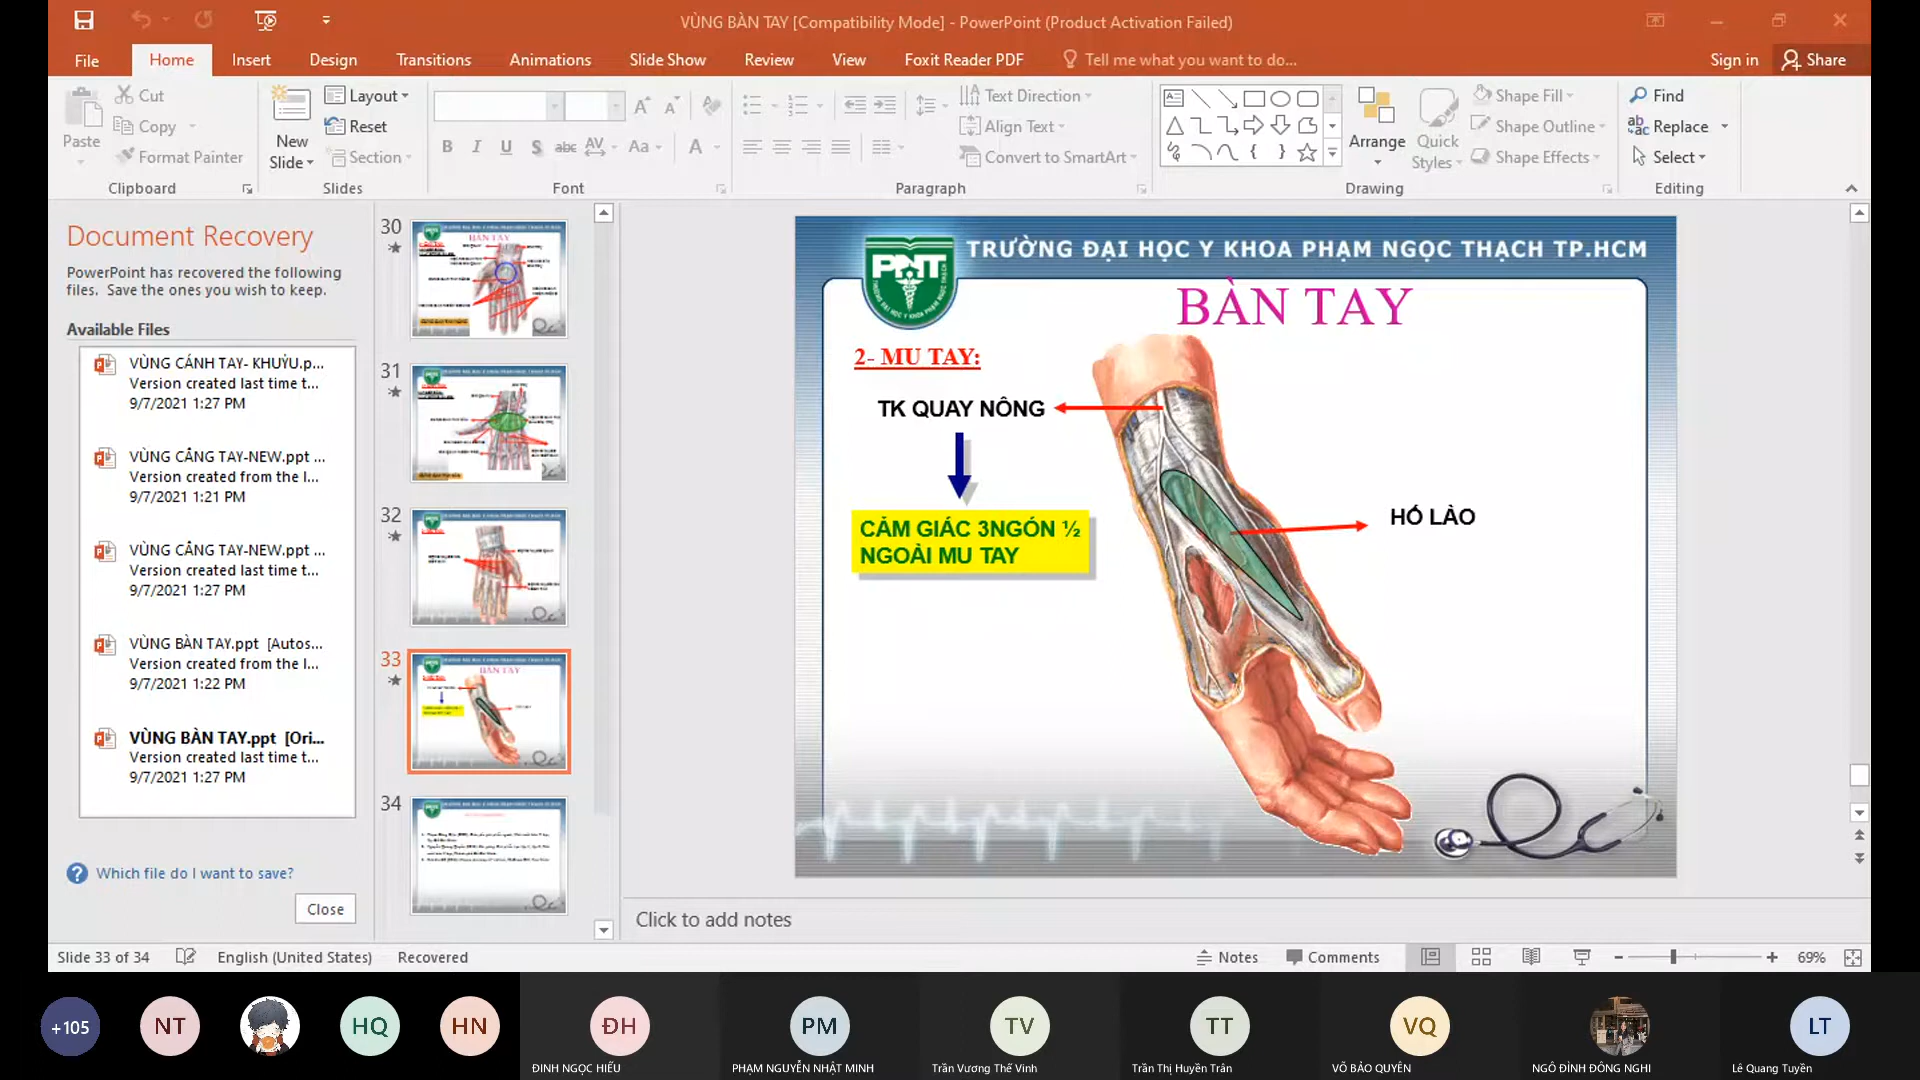 VÙNG BÀN TAY [Compatibility Mode] - PowerPoint (Product Activation Failed)
File
Home
Insert
Design
Transitions
Animations
Slide Show
Review
View
Foxit Reader PDF
Tell me what you want to do...
Sign in
Share
Paste
Cut
Copy
Format Painter
Clipboard
New
Slide
Layout
Reset
Section
Slides
B I U S abc AV Aa A
Font
Text Direction
Align Text
Convert to SmartArt
Paragraph
Arrange
Quick
Styles
Shape Fill
Shape Outline
Shape Effects
Drawing
Find
Replace
Select
Editing
Document Recovery
PowerPoint has recovered the following
files. Save the ones you wish to keep.
Available Files
VÙNG CÁNH TAY- KHUỶU.p...
Version created last time t...
9/7/2021 1:27 PM
VÙNG CẲNG TAY-NEW.ppt ...
Version created from the l...
9/7/2021 1:21 PM
VÙNG CẲNG TAY-NEW.ppt ...
Version created last time t...
9/7/2021 1:27 PM
VÙNG BÀN TAY.ppt [Autos...
Version created from the l...
9/7/2021 1:22 PM
VÙNG BÀN TAY.ppt [Ori...
Version created last time t...
9/7/2021 1:27 PM
Which file do I want to save?
Close
30
BÀN TAY
31
32
33
BÀN TAY
34
TRƯỜNG ĐẠI HỌC Y KHOA PHẠM NGỌC THẠCH TP.HCM
PNT
BÀN TAY
2- MU TAY:
TK QUAY NÔNG
CẢM GIÁC 3NGÓN ½
NGOÀI MU TAY
HỐ LÀO
Click to add notes
Slide 33 of 34
English (United States)
Recovered
Notes
Comments
69%
+105
NT
HQ
HN
ĐH
PM
TV
TT
VQ
LT
ĐINH NGỌC HIẾU
PHẠM NGUYỄN NHẬT MINH
Trần Vương Thế Vinh
Trần Thị Huyền Trân
VÕ BẢO QUYÊN
NGÔ ĐÌNH ĐÔNG NGHI
Lê Quang Tuyền